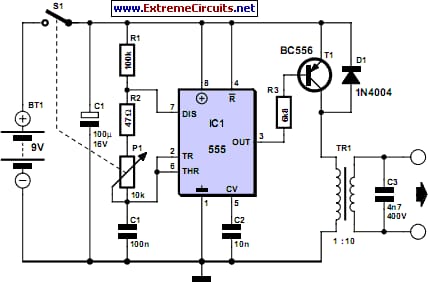 www.ExtremeCircuits.net
S1
R1
100k
R2
47Ω
P1
10k
C1
100n
BT1
9V
C1
100µ
16V
8
4
R
7
DIS
IC1
555
OUT
3
2
TR
6
THR
CV
1
5
C2
10n
R3
6k8
BC556
T1
D1
1N4004
TR1
1 : 10
C3
4n7
400V